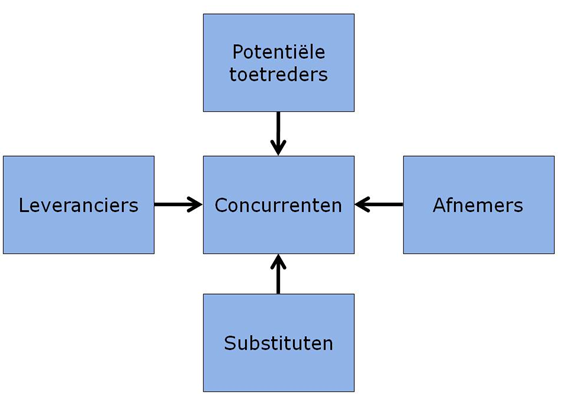 Potentiële
toetreders
Leveranciers
Concurrenten
Afnemers
Substituten